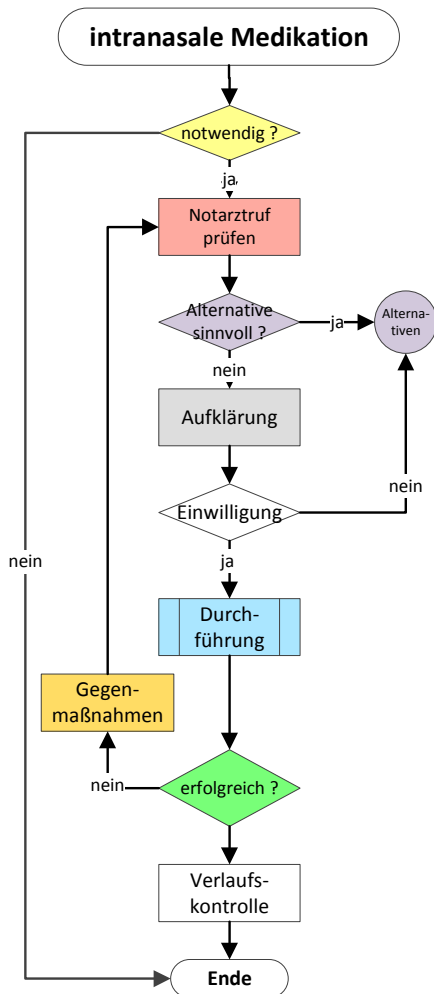 intranasale Medikation
notwendig ?
ja
Notarztruf
prüfen
Alternative
sinnvoll ?
ja
Alterna-
tiven
nein
Aufklärung
Einwilligung
nein
ja
nein
Durch-
führung
Gegen-
maßnahmen
nein
erfolgreich ?
Verlaufs-
kontrolle
Ende